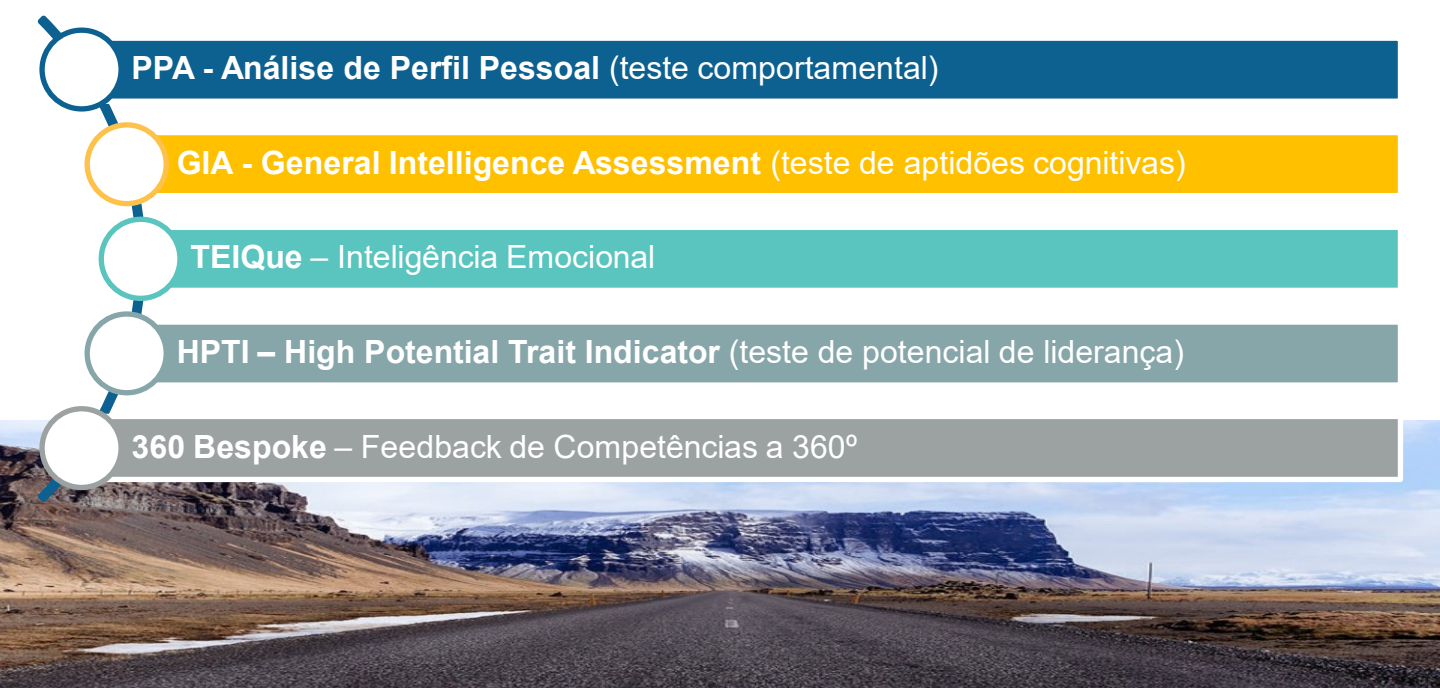 PPA - Análise de Perfil Pessoal (teste comportamental)
GIA - General Intelligence Assessment (teste de aptidões cognitivas)
TEIQue – Inteligência Emocional
HPTI – High Potential Trait Indicator (teste de potencial de liderança)
360 Bespoke – Feedback de Competências a 360º